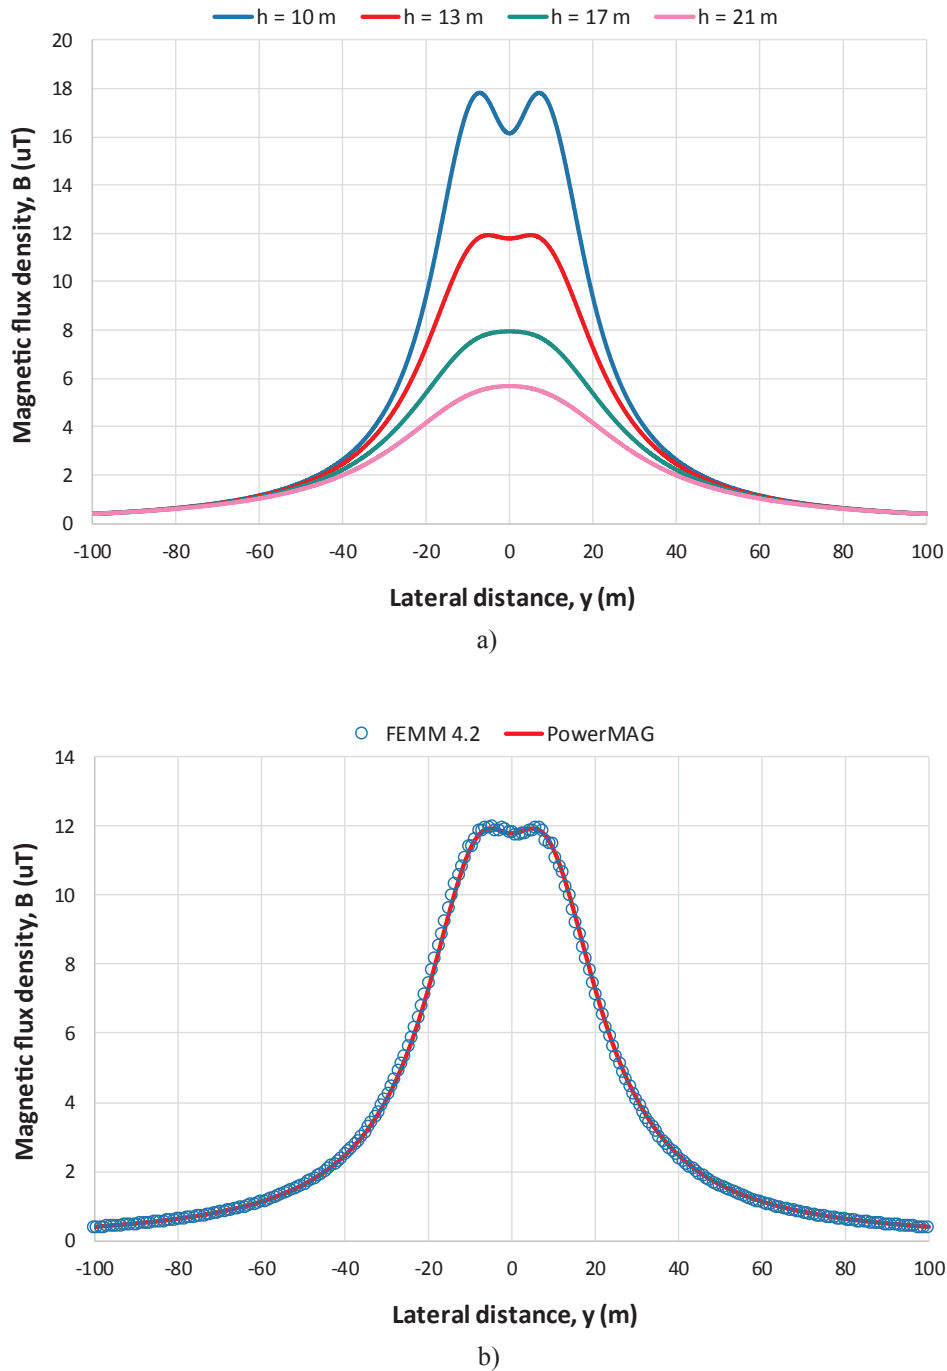 h = 10 m h = 13 m h = 17 m h = 21 m
20
18
16
14
12
10
8
6
4
2
0
Magnetic flux density, B (uT)
-100 -80 -60 -40 -20 0 20 40 60 80 100
Lateral distance, y (m)
a)
FEMM 4.2 PowerMAG
14
12
10
8
6
4
2
0
Magnetic flux density, B (uT)
-100 -80 -60 -40 -20 0 20 40 60 80 100
Lateral distance, y (m)
b)